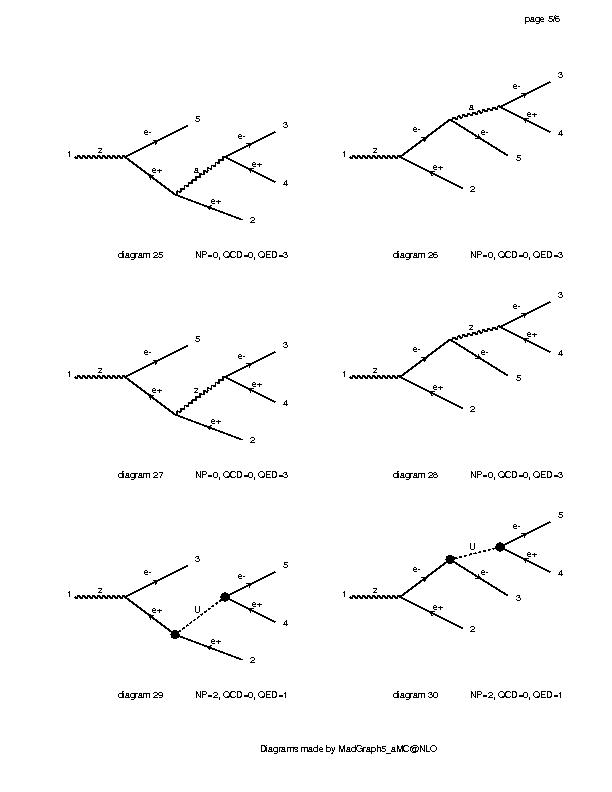 page 5/6
3
e-
a
e-
e+
4
e-
5
1
z
e+
2
diagram 26
NP=0, QCD=0, QED=3
5
e-
3
e-
1
z
e+
a
e+
4
e+
2
diagram 25
NP=0, QCD=0, QED=3
5
e-
3
e-
1
z
e+
z
e+
4
e+
2
diagram 27
NP=0, QCD=0, QED=3
3
e-
z
e-
e+
4
e-
5
1
z
e+
2
diagram 28
NP=0, QCD=0, QED=3
3
e-
5
e-
1
z
e+
U
e+
4
e+
2
diagram 29
NP=2, QCD=0, QED=1
5
e-
U
e-
e+
4
e-
3
1
z
e+
2
diagram 30
NP=2, QCD=0, QED=1
Diagrams made by MadGraph5_aMC@NLO